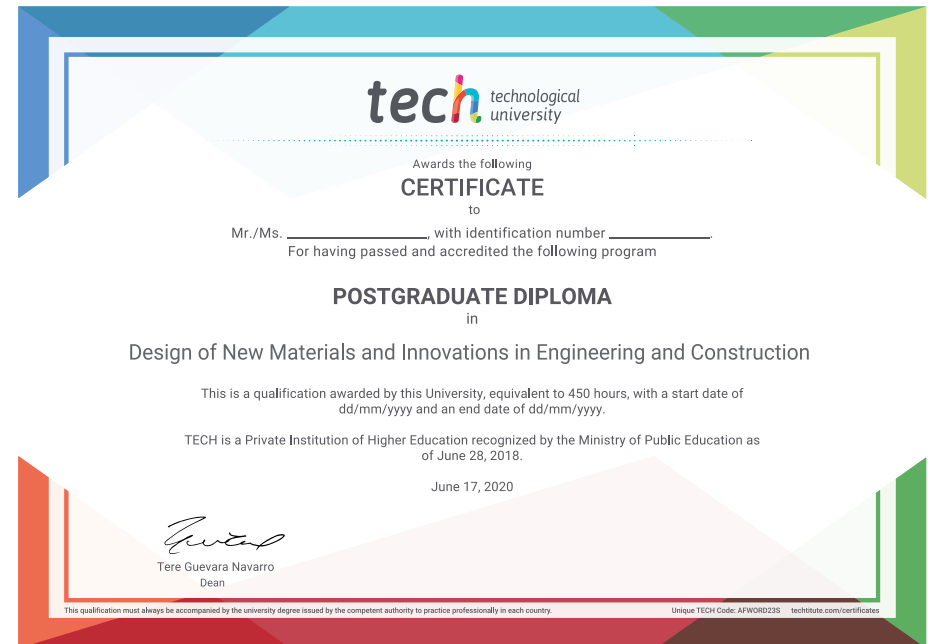 tech technological
university
Awards the following
CERTIFICATE
to
Mr./Ms. ____________________, with identification number ______________.
For having passed and accredited the following program
POSTGRADUATE DIPLOMA
in
Design of New Materials and Innovations in Engineering and Construction
This is a qualification awarded by this University, equivalent to 450 hours, with a start date of
dd/mm/yyyy and an end date of dd/mm/yyyy.
TECH is a Private Institution of Higher Education recognized by the Ministry of Public Education as
of June 28, 2018.
June 17, 2020
Tere Guevara Navarro
Dean
This qualification must always be accompanied by the university degree issued by the competent authority to practice professionally in each country. Unique TECH Code: AFWORD23S techtitute.com/certificates